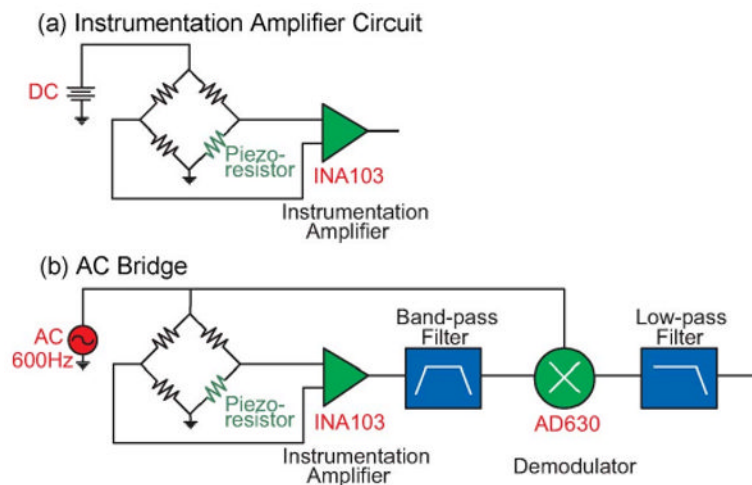 (a) Instrumentation Amplifier Circuit
DC
Piezo-
resistor
INA103
Instrumentation
Amplifier
(b) AC Bridge
AC
600Hz
Piezo-
resistor
INA103
Instrumentation
Amplifier
Band-pass
Filter
AD630
Demodulator
Low-pass
Filter